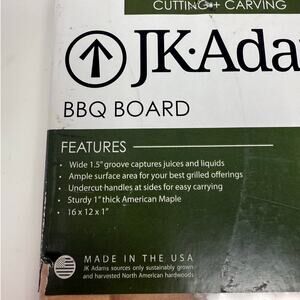 CUTTING + CARVING
JK·Ada
BBQ BOARD
FEATURES
• Wide 1.5" groove captures juices and liquids
• Ample surface area for your best grilled offerings
• Undercut handles at sides for easy carrying
• Sturdy 1" thick American Maple
• 16 x 12 x 1"
MADE IN THE USA
JK Adams sources only sustainably grown
and harvested North American hardwoods